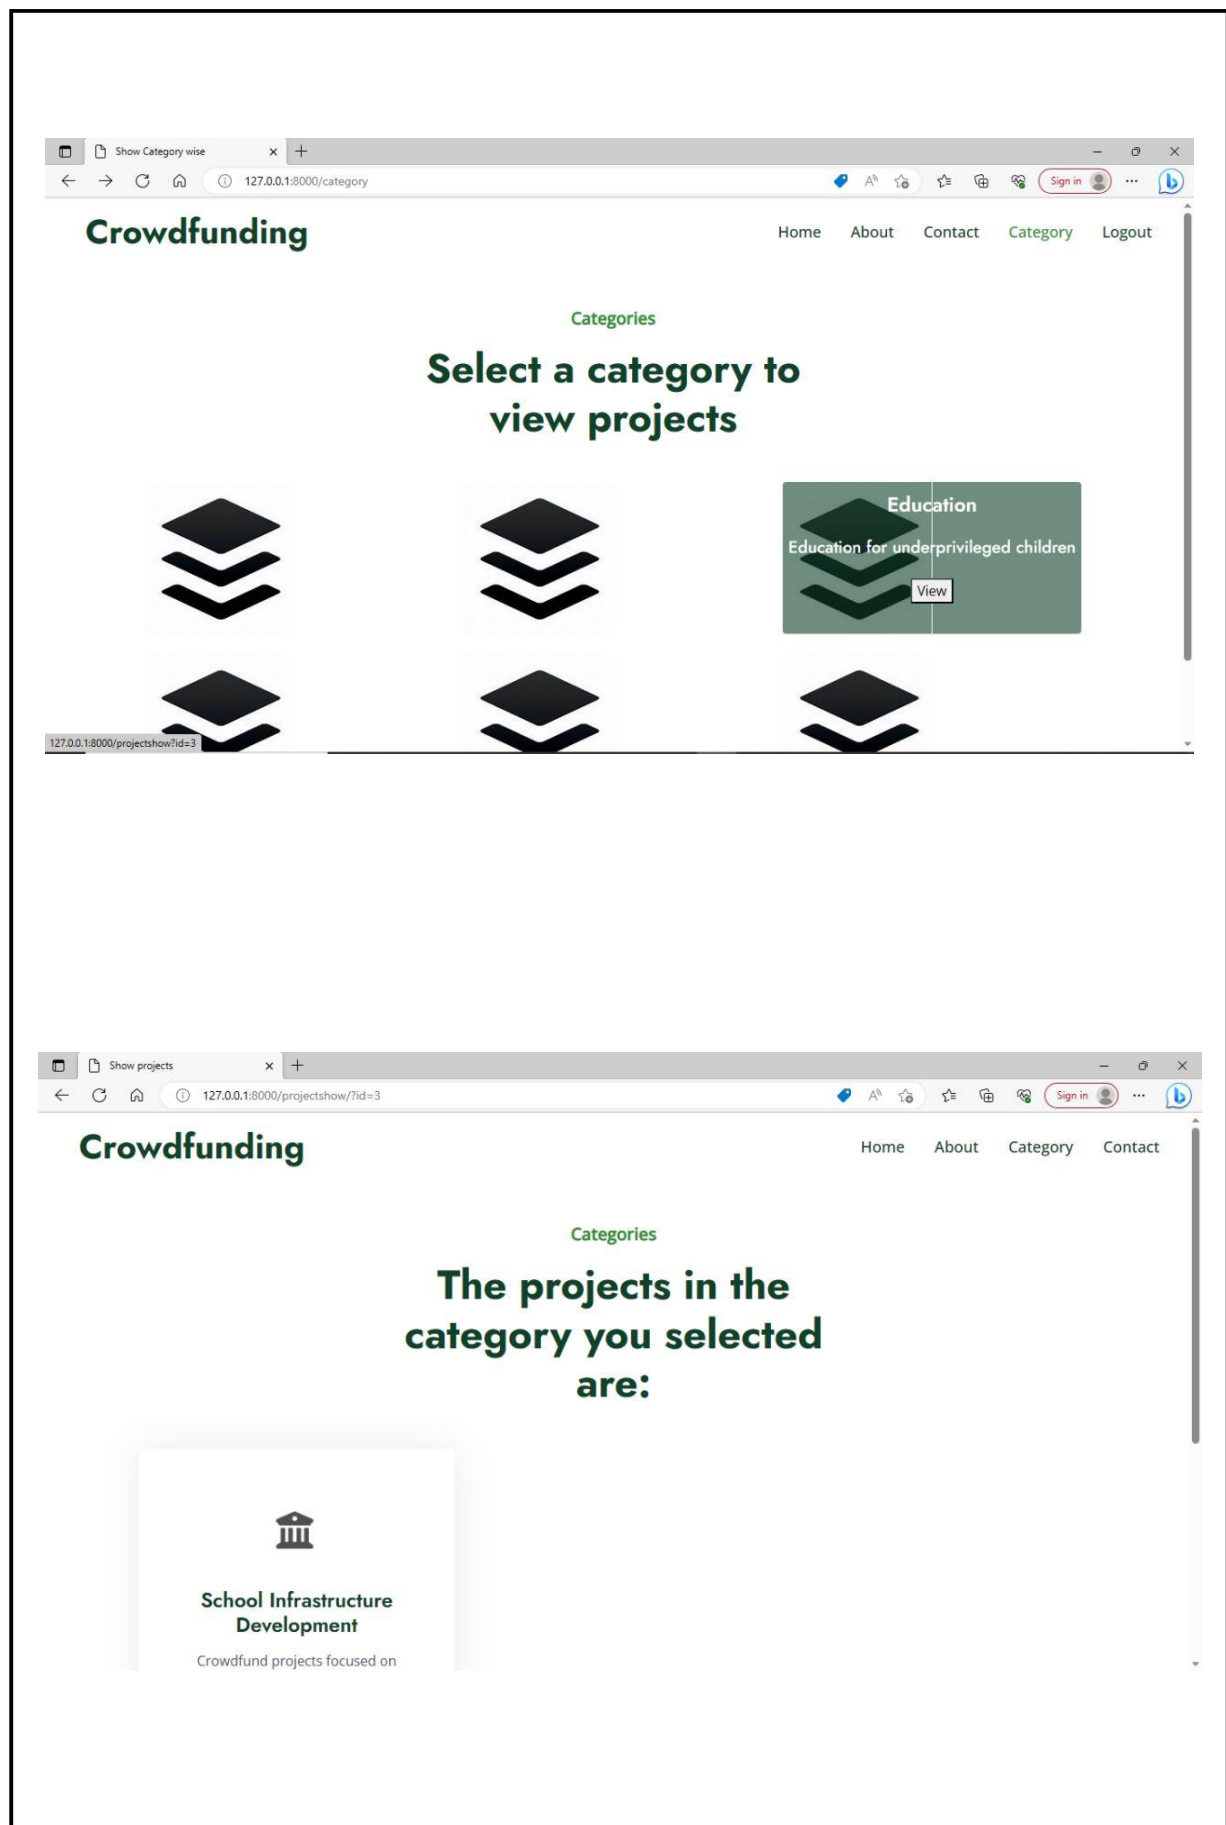 Show Category wise
127.0.0.1:8000/category
Sign in
Crowdfunding
Home About Contact Category Logout
Categories
Select a category to
view projects
Education
Education for underprivileged children
View
127.0.0.1:8000/projectshow?id=3
Show projects
127.0.0.1:8000/projectshow/?id=3
Sign in
Crowdfunding
Home About Category Contact
Categories
The projects in the
category you selected
are:
School Infrastructure
Development
Crowdfund projects focused on